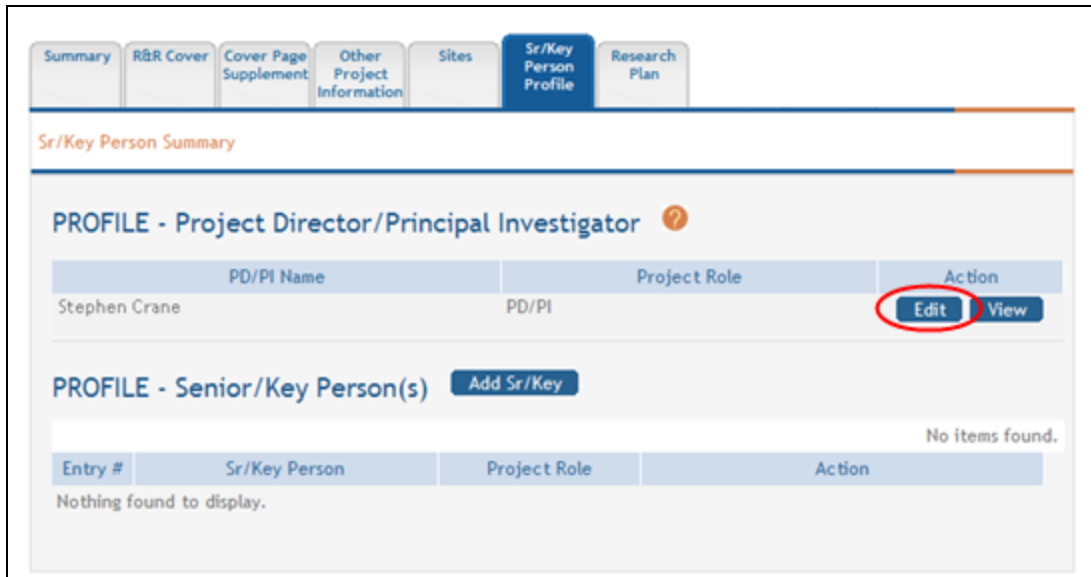 Summary
R&R Cover
Cover Page
Supplement
Other
Project
Information
Sites
Sr/Key
Person
Profile
Research
Plan
Sr/Key Person Summary
PROFILE - Project Director/Principal Investigator ?
PD/PI Name Project Role Action
Stephen Crane PD/PI Edit View
PROFILE - Senior/Key Person(s) Add Sr/Key
No items found.
Entry # Sr/Key Person Project Role Action
Nothing found to display.